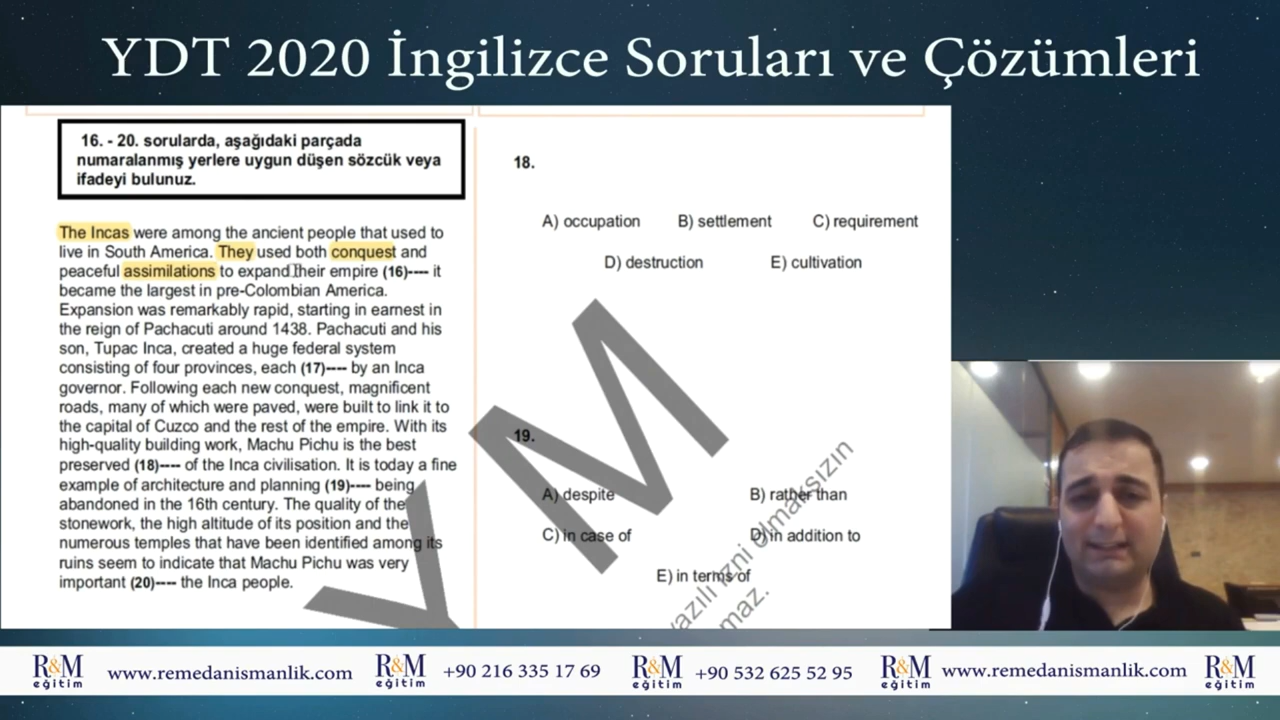 YDT 2020 İngilizce Soruları ve Çözümleri
16. - 20. sorularda, aşağıdaki parçada
numaralanmış yerlere uygun düşen sözcük veya
ifadeyi bulunuz.
The Incas were among the ancient people that used to
live in South America. They used both conquest and
peaceful assimilations to expand their empire (16)---- it
became the largest in pre-Colombian America.
Expansion was remarkably rapid, starting in earnest in
the reign of Pachacuti around 1438. Pachacuti and his
son, Tupac Inca, created a huge federal system
consisting of four provinces, each (17)---- by an Inca
governor. Following each new conquest, magnificent
roads, many of which were paved, were built to link it to
the capital of Cuzco and the rest of the empire. With its
high-quality building work, Machu Pichu is the best
preserved (18)---- of the Inca civilisation. It is today a fine
example of architecture and planning (19)---- being
abandoned in the 16th century. The quality of the
stonework, the high altitude of its position and the
numerous temples that have been identified among its
ruins seem to indicate that Machu Pichu was very
important (20)---- the Inca people.
18.
A) occupation B) settlement C) requirement
D) destruction E) cultivation
19.
A) despite B) rather than
C) in case of D) in addition to
E) in terms of
YM
yazılı izni olmaksızın
maz.
R&M eğitim www.remedanismanlik.com R&M eğitim +90 216 335 17 69 R&M eğitim +90 532 625 52 95 R&M eğitim www.remedanismanlik.com R&M eğitim